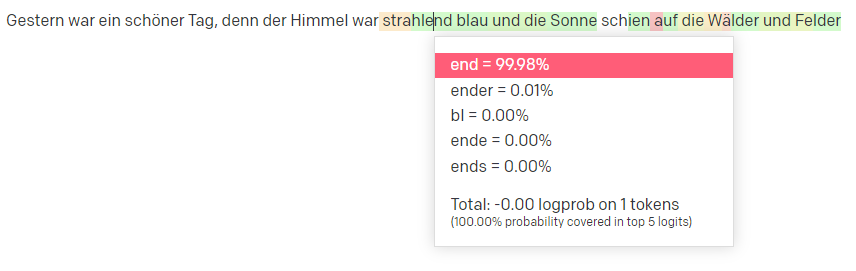 Gestern war ein schöner Tag, denn der Himmel war strahlend blau und die Sonne schien auf die Wälder und Felder
end = 99.98%
ender = 0.01%
bl = 0.00%
ende = 0.00%
ends = 0.00%
Total: -0.00 logprob on 1 tokens
(100.00% probability covered in top 5 logits)